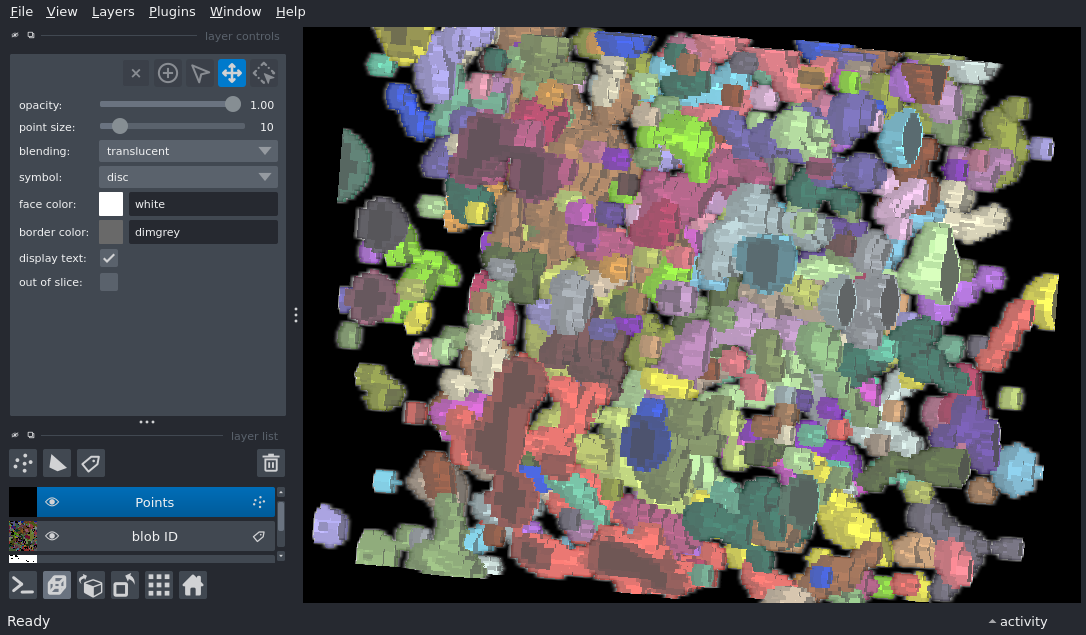 File View Layers Plugins Window Help
layer controls
opacity: 1.00
point size: 10
blending: translucent
symbol: disc
face color: white
border color: dimgrey
display text:
out of slice:
layer list
Points
blob ID
Ready
activity